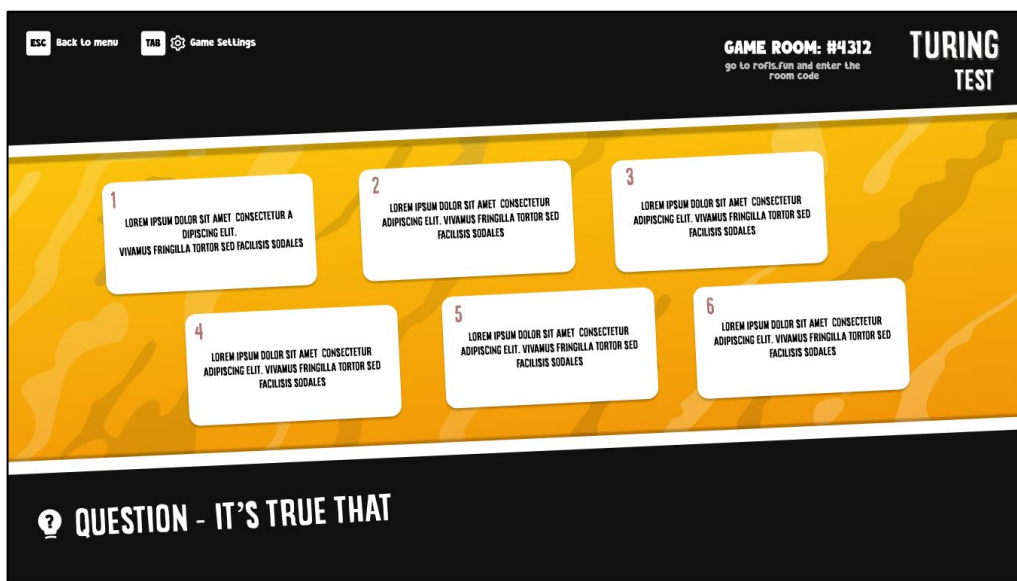 ESC Back to menu TAB Game Settings
GAME ROOM: #4312
go to rofls.fun and enter the
room code
TURING
TEST
1
LOREM IPSUM DOLOR SIT AMET CONSECTETUR A
DIPISCING ELIT.
VIVAMUS FRINGILLA TORTOR SED FACILISIS SODALES
2
LOREM IPSUM DOLOR SIT AMET CONSECTETUR
ADIPISCING ELIT. VIVAMUS FRINGILLA TORTOR SED
FACILISIS SODALES
3
LOREM IPSUM DOLOR SIT AMET CONSECTETUR
ADIPISCING ELIT. VIVAMUS FRINGILLA TORTOR SED
FACILISIS SODALES
4
LOREM IPSUM DOLOR SIT AMET CONSECTETUR
ADIPISCING ELIT. VIVAMUS FRINGILLA TORTOR SED
FACILISIS SODALES
5
LOREM IPSUM DOLOR SIT AMET CONSECTETUR
ADIPISCING ELIT. VIVAMUS FRINGILLA TORTOR SED
FACILISIS SODALES
6
LOREM IPSUM DOLOR SIT AMET CONSECTETUR
ADIPISCING ELIT. VIVAMUS FRINGILLA TORTOR SED
FACILISIS SODALES
QUESTION - IT'S TRUE THAT